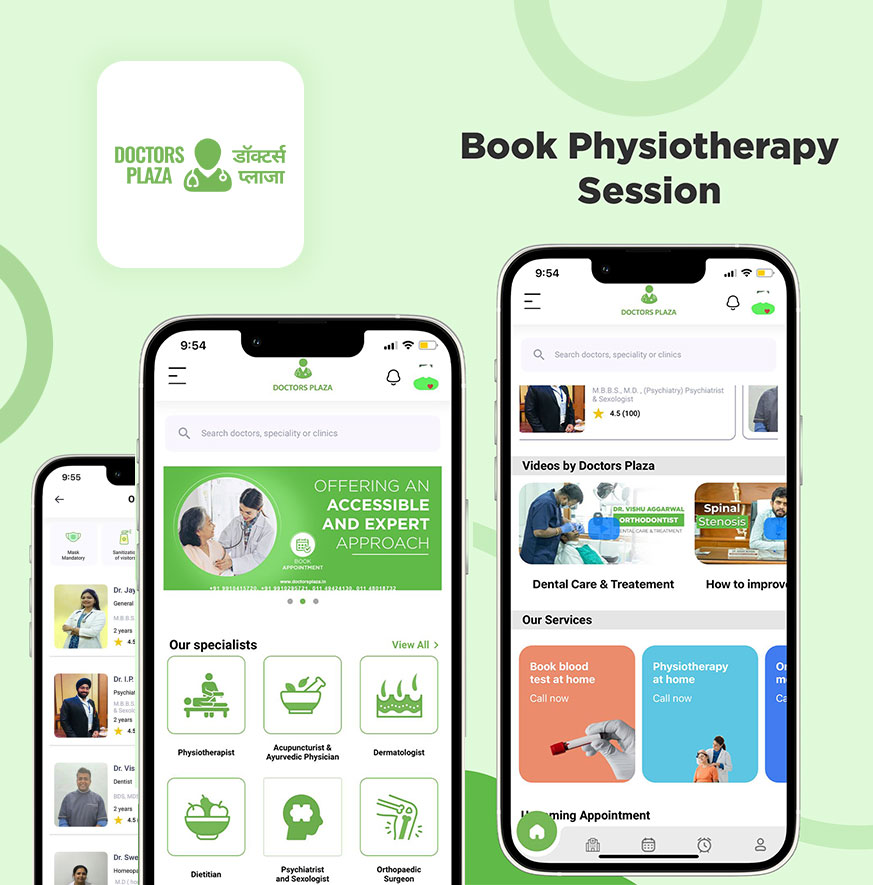 DOCTORS
PLAZA
डॉक्टर्स
प्लाजा
Book Physiotherapy
Session
9:55
Mask
Mandatory
of visitors
Dr. Jay
General
M.B.B.S
2 years
4.5
Dr. I.P.
M.B.B.S
2 years
4.5
Dr. Vis
Dentist
BDS, MDS
2 years
4.5
Dr. Swe
9:54
DOCTORS PLAZA
Search doctors, speciality or clinics
OFFERING AN
ACCESSIBLE
AND EXPERT
APPROACH
BOOK
APPOINTMENT
www.doctorsplaza.in
Our specialists
View All >
Physiotherapist
Acupuncturist &
Ayurvedic Physician
Dermatologist
Dietitian
Psychiatrist
and Sexologist
Orthopaedic
Surgeon
9:54
DOCTORS PLAZA
Search doctors, speciality or clinics
M.B.B.S., M.D. , (Psychiatry) Psychiatrist
& Sexologist
4.5 (100)
Videos by Doctors Plaza
DR. VISHU AGGARWAL
ORTHODONTIST
DENTAL CARE & TREATMENT
Spinal
Stenosis
Dental Care & Treatement
How to improv
Our Services
Book blood
test at home
Call now
Physiotherapy
at home
Call now
Appointment